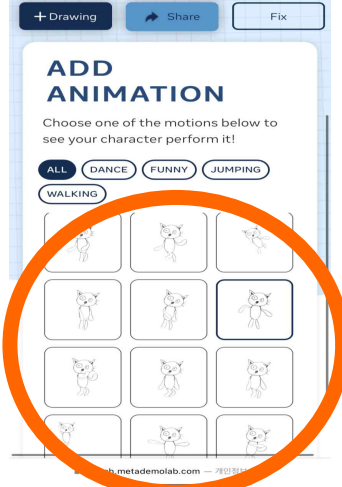 + Drawing
Share
Fix
ADD
ANIMATION
Choose one of the motions below to
see your character perform it!
ALL
DANCE
FUNNY
JUMPING
WALKING
h.metademolab.com — 개인정보